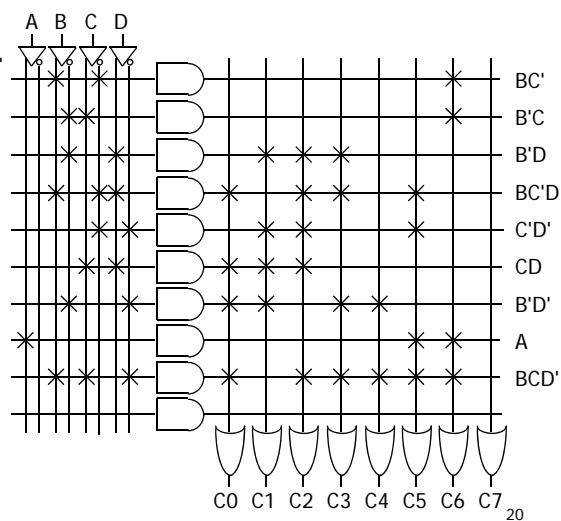 A B C D
BC'
B'C
B'D
BC'D
C'D'
CD
B'D'
A
BCD'
C0 C1 C2 C3 C4 C5 C6 C7
20